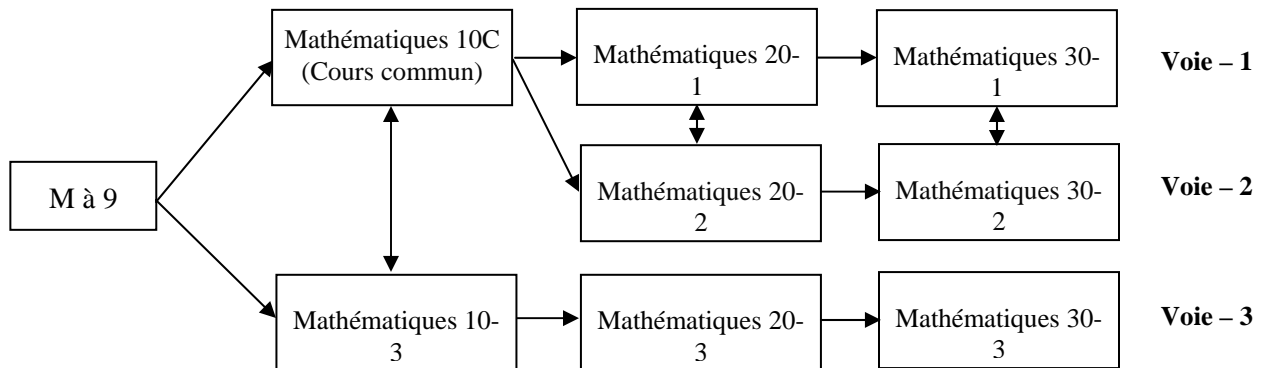 Mathématiques 10C
(Cours commun)
Mathématiques 20-
1
Mathématiques 30-
1
Voie – 1
M à 9
Mathématiques 20-
2
Mathématiques 30-
2
Voie – 2
Mathématiques 10-
3
Mathématiques 20-
3
Mathématiques 30-
3
Voie – 3